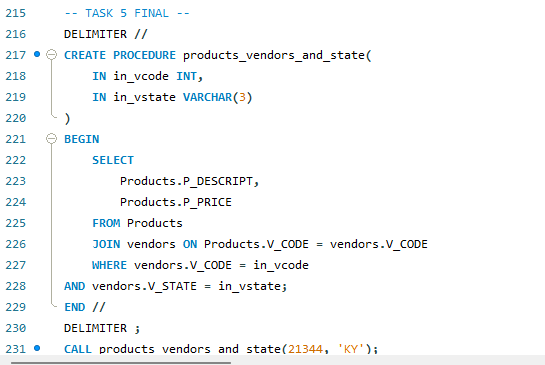 215 -- TASK 5 FINAL --
216 DELIMITER //
217 CREATE PROCEDURE products_vendors_and_state(
218 IN in_vcode INT,
219 IN in_vstate VARCHAR(3)
220 )
221 BEGIN
222 SELECT
223 Products.P_DESCRIPT,
224 Products.P_PRICE
225 FROM Products
226 JOIN vendors ON Products.V_CODE = vendors.V_CODE
227 WHERE vendors.V_CODE = in_vcode
228 AND vendors.V_STATE = in_vstate;
229 END //
230 DELIMITER ;
231 CALL products_vendors_and_state(21344, 'KY');